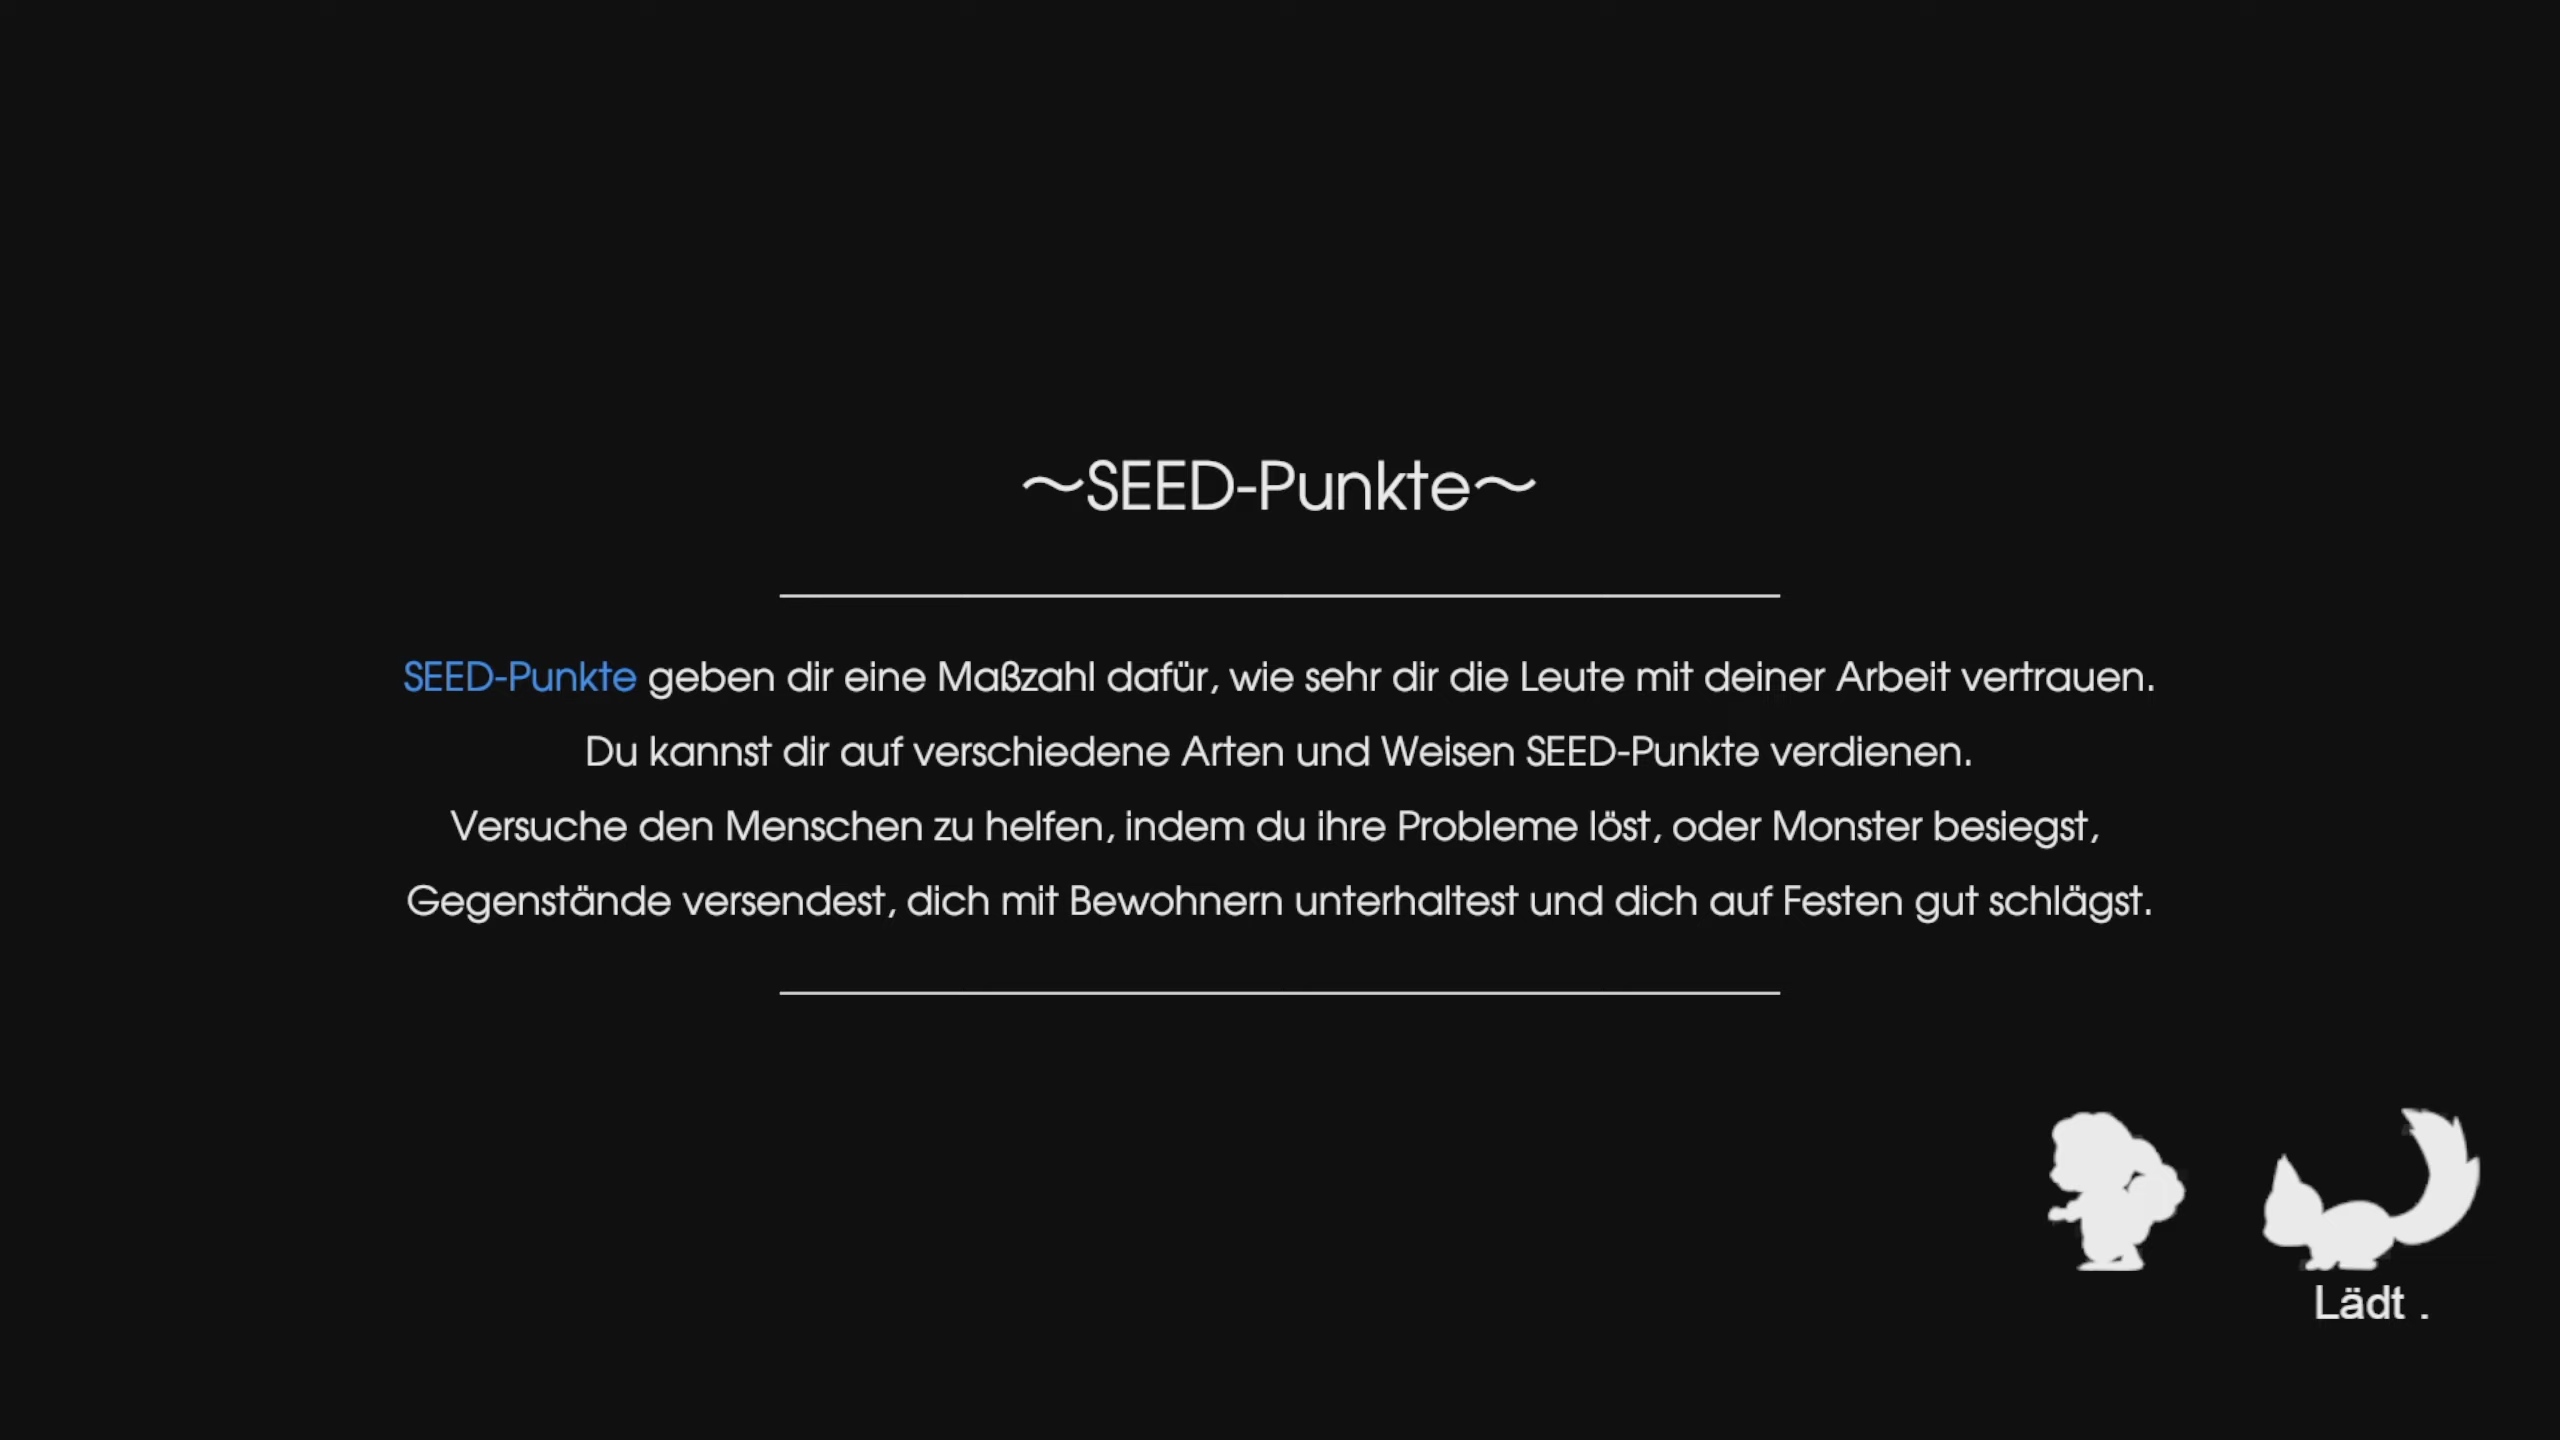 ～SEED-Punkte～
SEED-Punkte geben dir eine Maßzahl dafür, wie sehr dir die Leute mit deiner Arbeit vertrauen.
Du kannst dir auf verschiedene Arten und Weisen SEED-Punkte verdienen.
Versuche den Menschen zu helfen, indem du ihre Probleme löst, oder Monster besiegst,
Gegenstände versendest, dich mit Bewohnern unterhaltest und dich auf Festen gut schlägst.
Lädt .